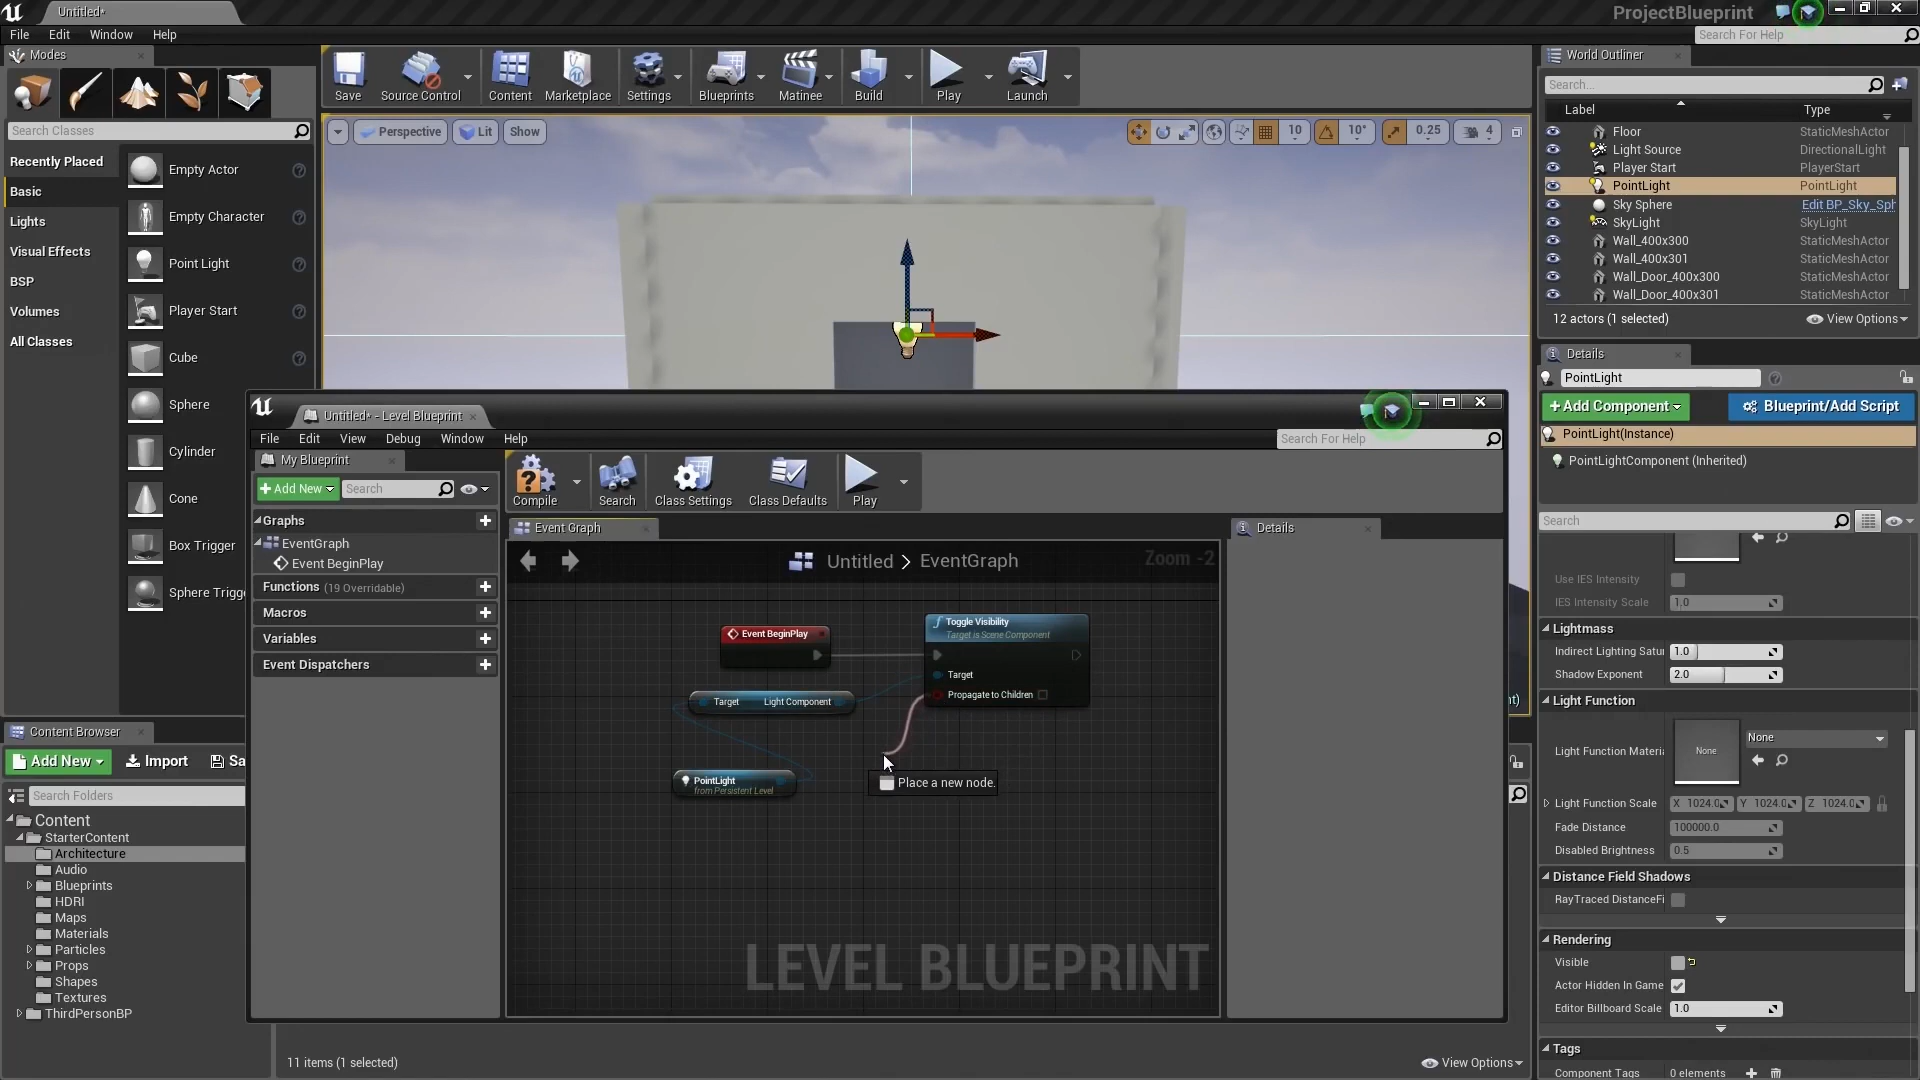 Untitled*
ProjectBlueprint
File Edit Window Help
Search For Help
Modes
Search Classes
Recently Placed
Basic
Lights
Visual Effects
BSP
Volumes
All Classes
Empty Actor
Empty Character
Point Light
Player Start
Cube
Sphere
Cylinder
Cone
Box Trigger
Sphere Trigge
Save Source Control Content Marketplace Settings Blueprints Matinee Build Play Launch
Perspective Lit Show
10 10° 0.25 4
World Outliner
Search...
Label Type
Floor StaticMeshActor
Light Source DirectionalLight
Player Start PlayerStart
PointLight PointLight
Sky Sphere Edit BP_Sky_Sph
SkyLight SkyLight
Wall_400x300 StaticMeshActor
Wall_400x301 StaticMeshActor
Wall_Door_400x300 StaticMeshActor
Wall_Door_400x301 StaticMeshActor
12 actors (1 selected) View Options
Details
PointLight
+Add Component Blueprint/Add Script
PointLight(Instance)
PointLightComponent (Inherited)
Search
Use IES Intensity
IES Intensity Scale 1.0
Lightmass
Indirect Lighting Satur 1.0
Shadow Exponent 2.0
Light Function
Light Function Materia None None
Light Function Scale X 1024.0 Y 1024.0 Z 1024.0
Fade Distance 100000.0
Disabled Brightness 0.5
Distance Field Shadows
RayTraced DistanceFi
Rendering
Visible
Actor Hidden In Game
Editor Billboard Scale 1.0
Tags
Component Tags 0 elements
Untitled* - Level Blueprint
File Edit View Debug Window Help
Search For Help
My Blueprint
+Add New Search
Graphs
EventGraph
Event BeginPlay
Functions (19 Overridable)
Macros
Variables
Event Dispatchers
Compile Search Class Settings Class Defaults Play
Event Graph
Untitled > EventGraph
Zoom -2
Event BeginPlay
Toggle Visibility
Target is Scene Component
Target
Propagate to Children
Target Light Component
PointLight
from Persistent Level
Place a new node.
LEVEL BLUEPRINT
Details
nt)
Content Browser
Add New Import Sa
Search Folders
Content
StarterContent
Architecture
Audio
Blueprints
HDRI
Maps
Materials
Particles
Props
Shapes
Textures
ThirdPersonBP
11 items (1 selected)
View Options